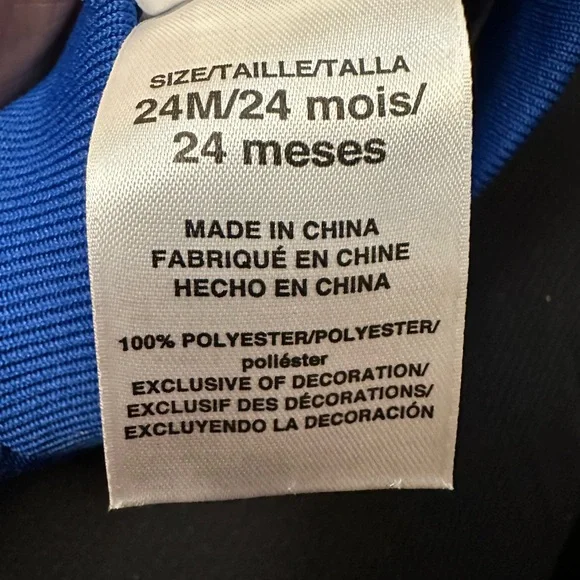 SIZE/TAILLE/TALLA
24M/24 mois/
24 meses
MADE IN CHINA
FABRIQUÉ EN CHINE
HECHO EN CHINA
100% POLYESTER/POLYESTER/
poliéster
EXCLUSIVE OF DECORATION/
EXCLUSIF DES DÉCORATIONS/
EXCLUYENDO LA DECORACIÓN